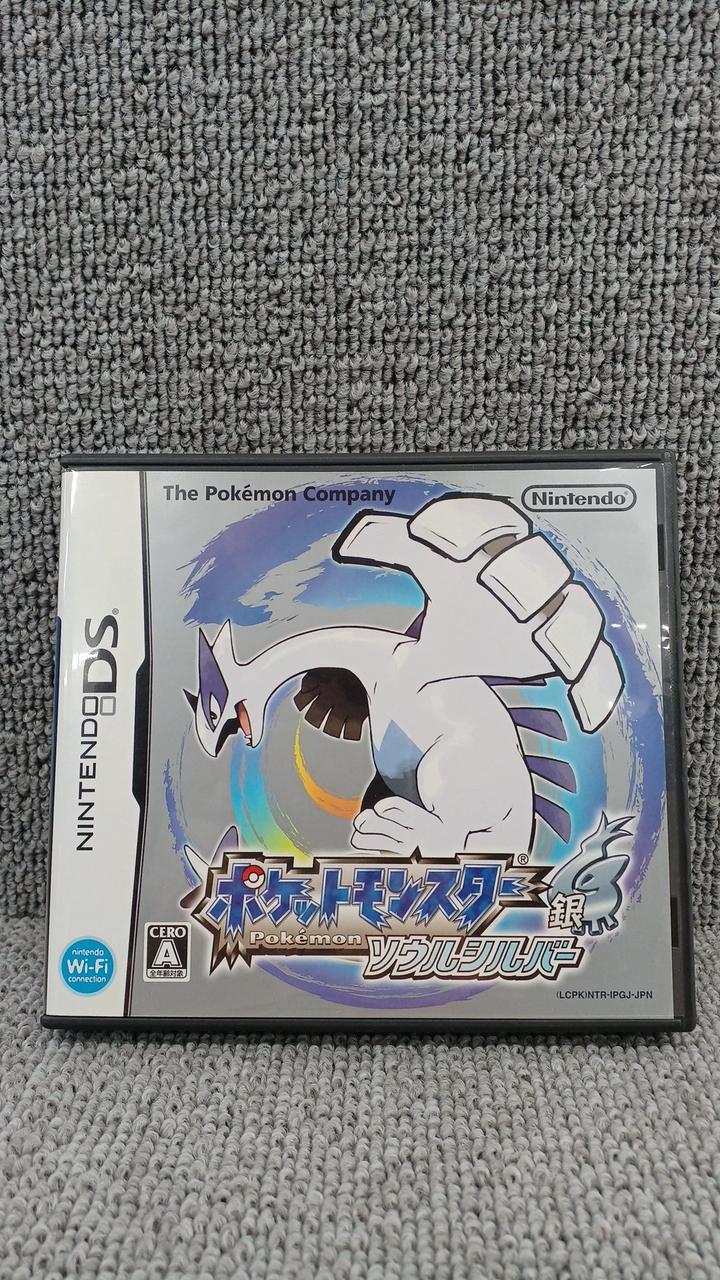 The Pokémon Company
Nintendo®
NINTENDO DS®
ポケットモンスター®
Pokémon
ソウルシルバー
銀
CERO
A
全年齢対象
nintendo
Wi-Fi
connection
(LCPK)NTR-IPGJ-JPN